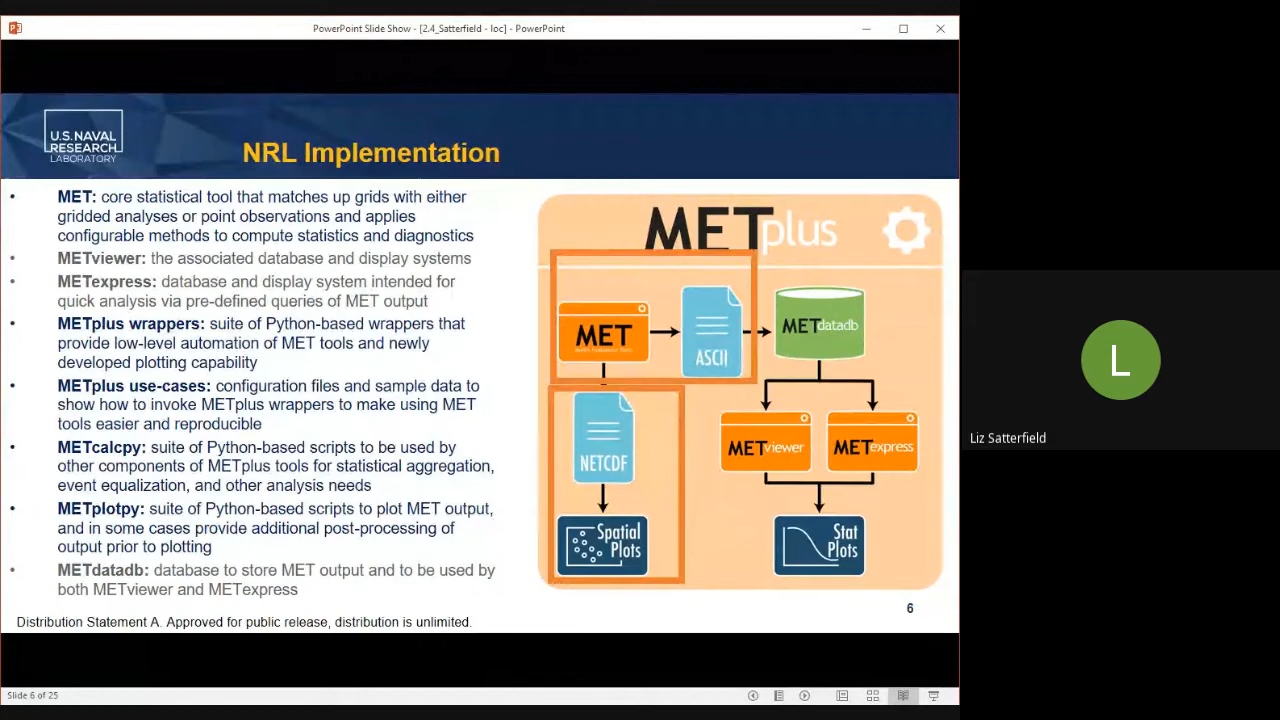 PowerPoint Slide Show - [2.4_Satterfield - loc] - PowerPoint
U.S. NAVAL
RESEARCH
LABORATORY
NRL Implementation
• MET: core statistical tool that matches up grids with either
gridded analyses or point observations and applies
configurable methods to compute statistics and diagnostics
• METviewer: the associated database and display systems
• METexpress: database and display system intended for
quick analysis via pre-defined queries of MET output
• METplus wrappers: suite of Python-based wrappers that
provide low-level automation of MET tools and newly
developed plotting capability
• METplus use-cases: configuration files and sample data to
show how to invoke METplus wrappers to make using MET
tools easier and reproducible
• METcalcpy: suite of Python-based scripts to be used by
other components of METplus tools for statistical aggregation,
event equalization, and other analysis needs
• METplotpy: suite of Python-based scripts to plot MET output,
and in some cases provide additional post-processing of
output prior to plotting
• METdatadb: database to store MET output and to be used by
both METviewer and METexpress
METplus
MET
ASCII
METdatadb
NETCDF
METviewer
METexpress
Spatial
Plots
Stat
Plots
6
Distribution Statement A. Approved for public release, distribution is unlimited.
Slide 6 of 25
L
Liz Satterfield